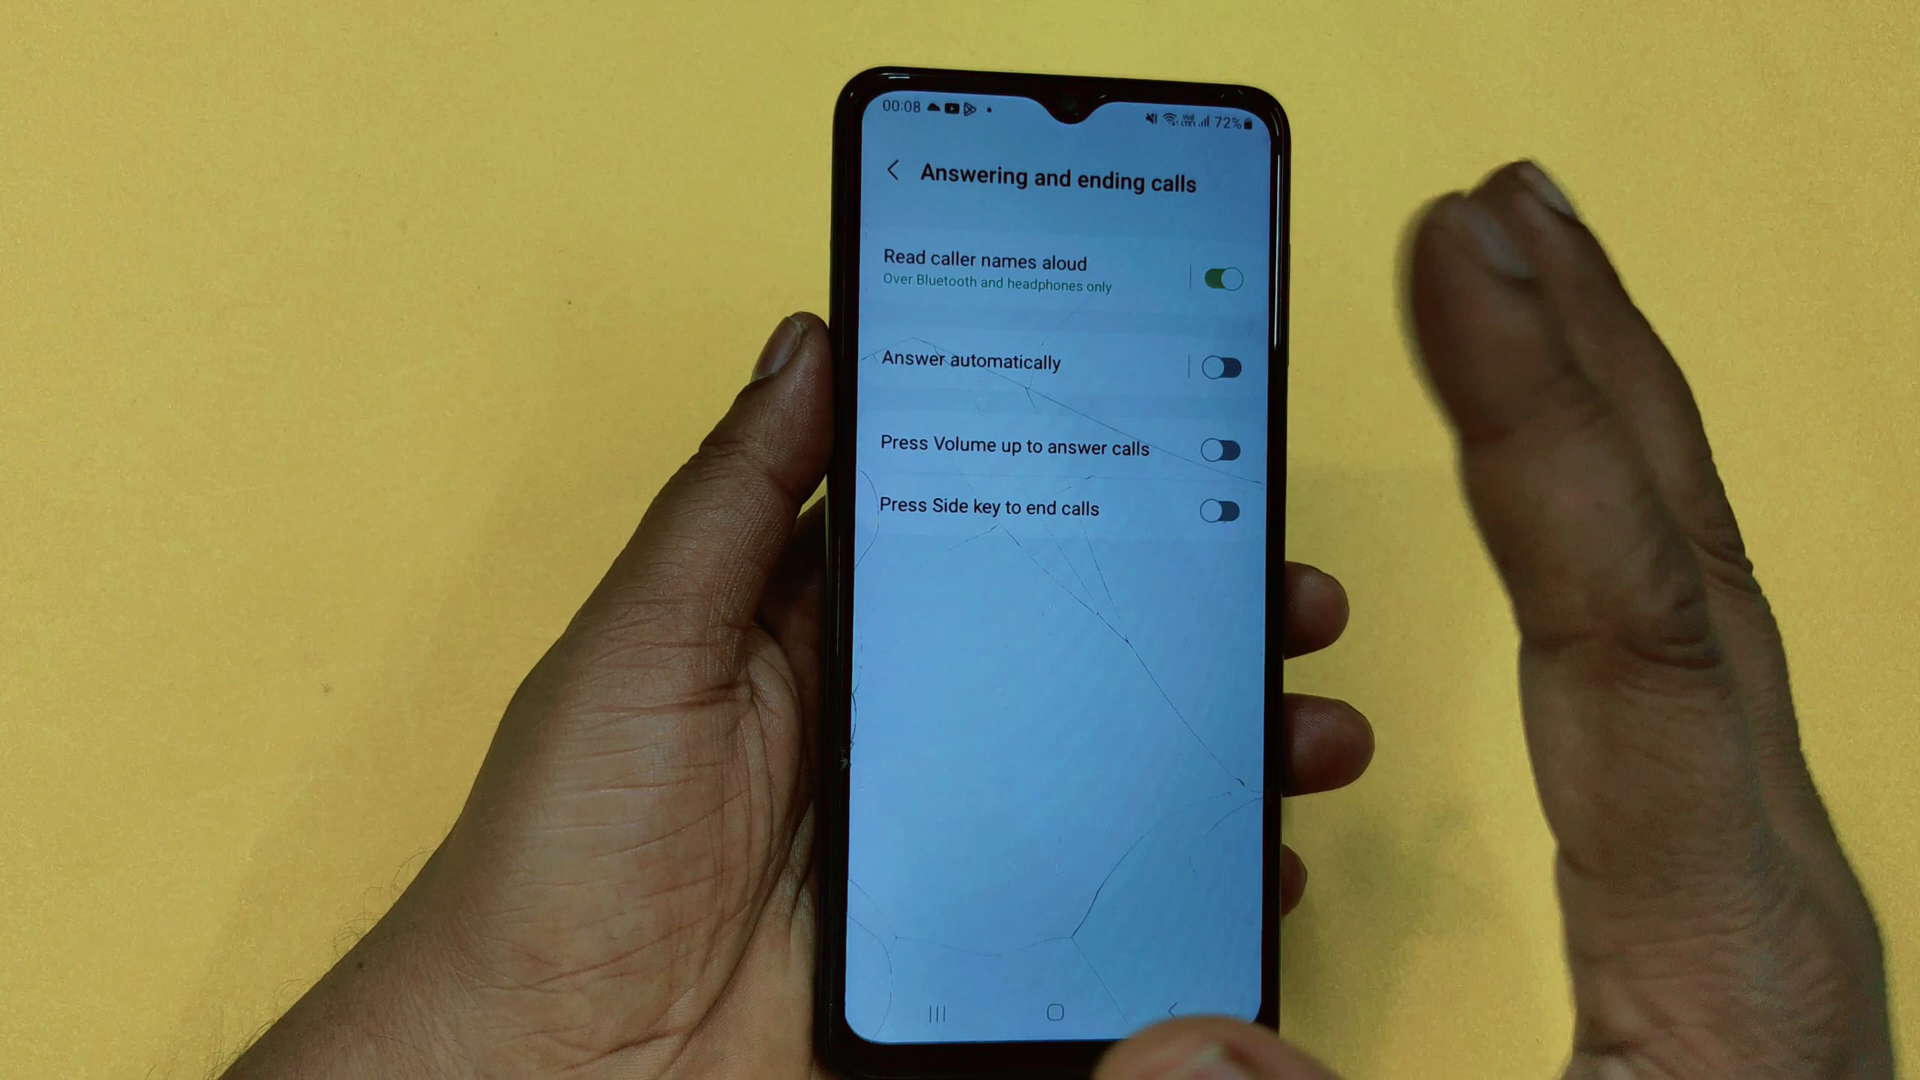 00:08 72%
Answering and ending calls
Read caller names aloud
Over Bluetooth and headphones only
Answer automatically
Press Volume up to answer calls
Press Side key to end calls